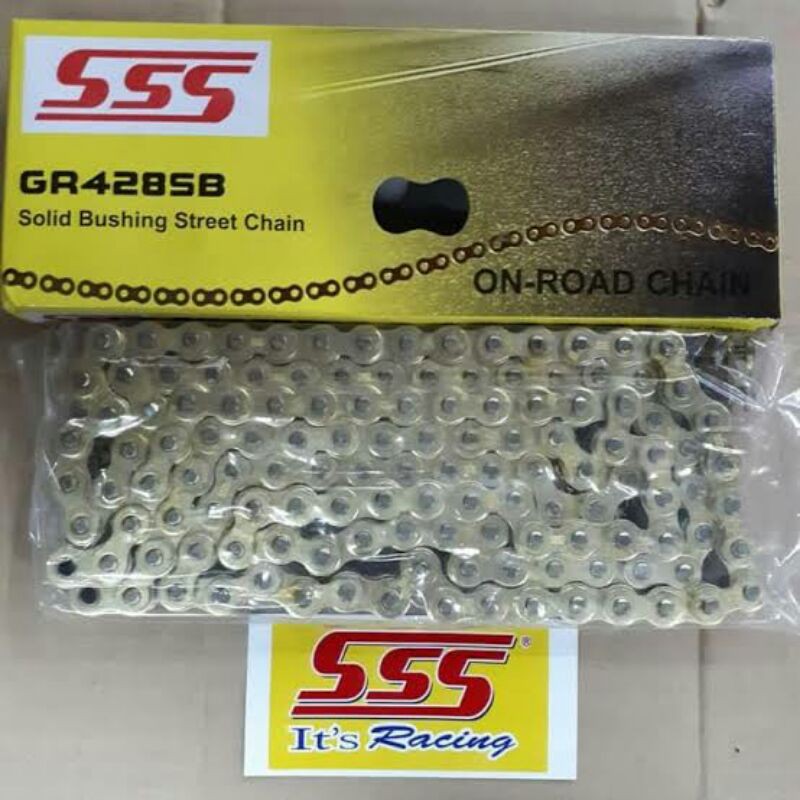 SSS
GR428SB
Solid Bushing Street Chain
ON-ROAD CHAIN
SSS®
It's Racing